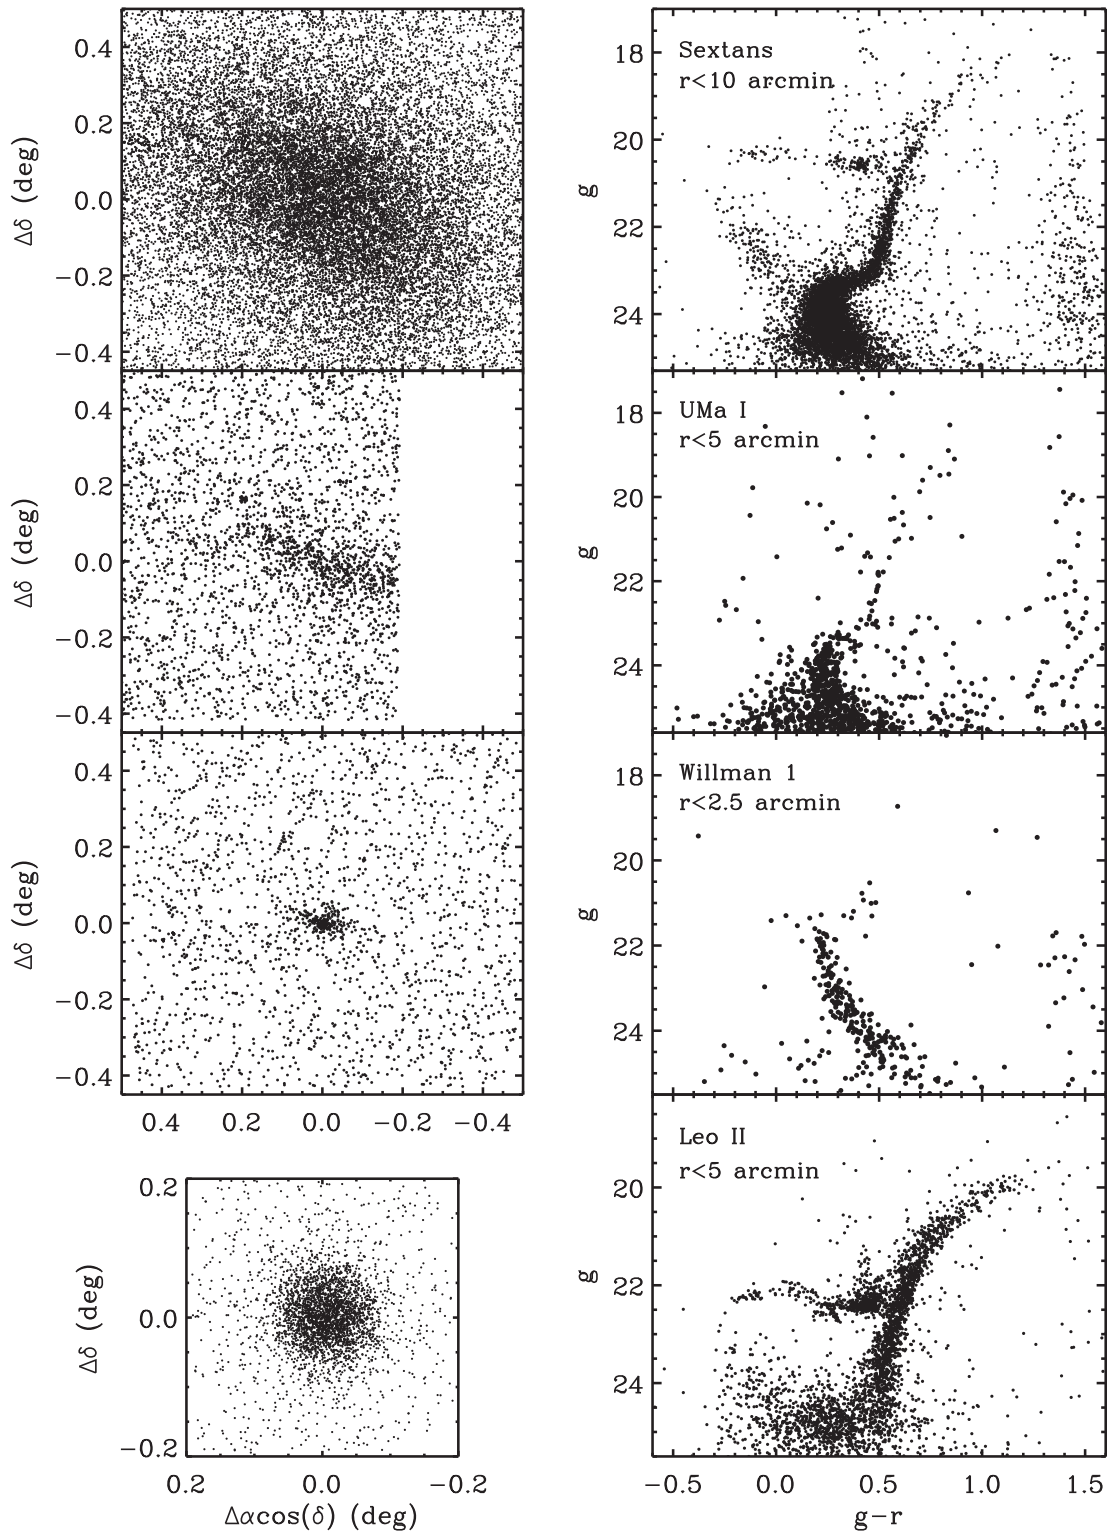 0.4
0.2
0.0
−0.2
−0.4
Δδ (deg)
Sextans
r<10 arcmin
18
20
22
24
g
0.4
0.2
0.0
−0.2
−0.4
Δδ (deg)
UMa I
r<5 arcmin
18
20
22
24
g
0.4
0.2
0.0
−0.2
−0.4
Δδ (deg)
0.4 0.2 0.0 −0.2 −0.4
Willman 1
r<2.5 arcmin
18
20
22
24
g
0.2
0.0
−0.2
Δδ (deg)
0.2 0.0 −0.2
Δαcos(δ) (deg)
Leo II
r<5 arcmin
20
22
24
g
−0.5 0.0 0.5 1.0 1.5
g−r